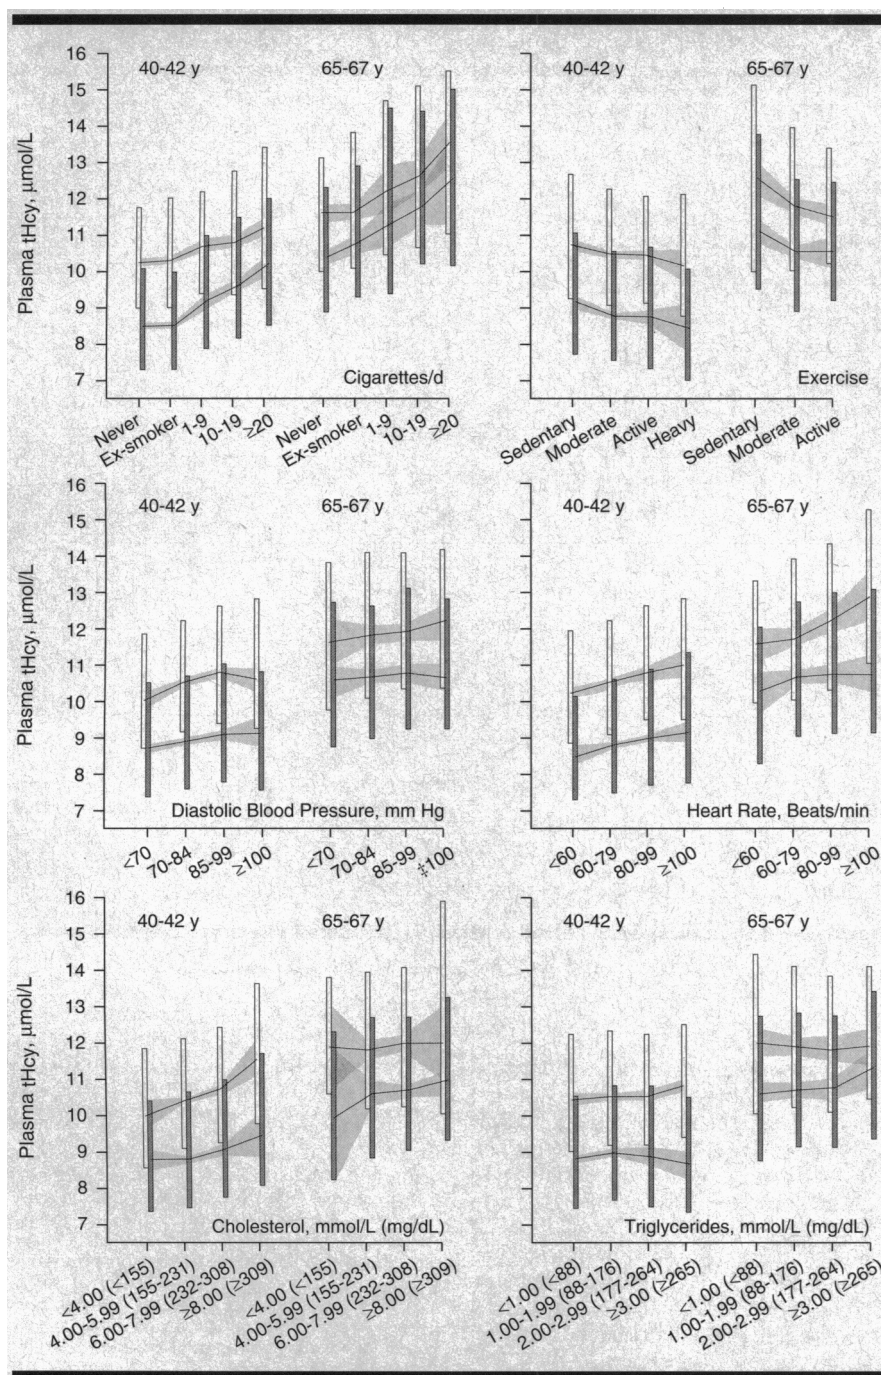 Plasma tHcy, μmol/L
16
15
14
13
12
11
10
9
8
7
40-42 y
65-67 y
Cigarettes/d
Never
Ex-smoker
1-9
10-19
≥20
Never
Ex-smoker
1-9
10-19
≥20
40-42 y
65-67 y
Exercise
Sedentary
Moderate
Active
Heavy
Sedentary
Moderate
Active
Plasma tHcy, μmol/L
16
15
14
13
12
11
10
9
8
7
40-42 y
65-67 y
Diastolic Blood Pressure, mm Hg
<70
70-84
85-99
≥100
<70
70-84
85-99
‡100
40-42 y
65-67 y
Heart Rate, Beats/min
<60
60-79
80-99
≥100
<60
60-79
80-99
≥100
Plasma tHcy, μmol/L
16
15
14
13
12
11
10
9
8
7
40-42 y
65-67 y
Cholesterol, mmol/L (mg/dL)
<4.00 (<155)
4.00-5.99 (155-231)
6.00-7.99 (232-308)
≥8.00 (≥309)
<4.00 (<155)
4.00-5.99 (155-231)
6.00-7.99 (232-308)
≥8.00 (≥309)
40-42 y
65-67 y
Triglycerides, mmol/L (mg/dL)
<1.00 (<88)
1.00-1.99 (88-176)
2.00-2.99 (177-264)
≥3.00 (≥265)
<1.00 (<88)
1.00-1.99 (88-176)
2.00-2.99 (177-264)
≥3.00 (≥265)